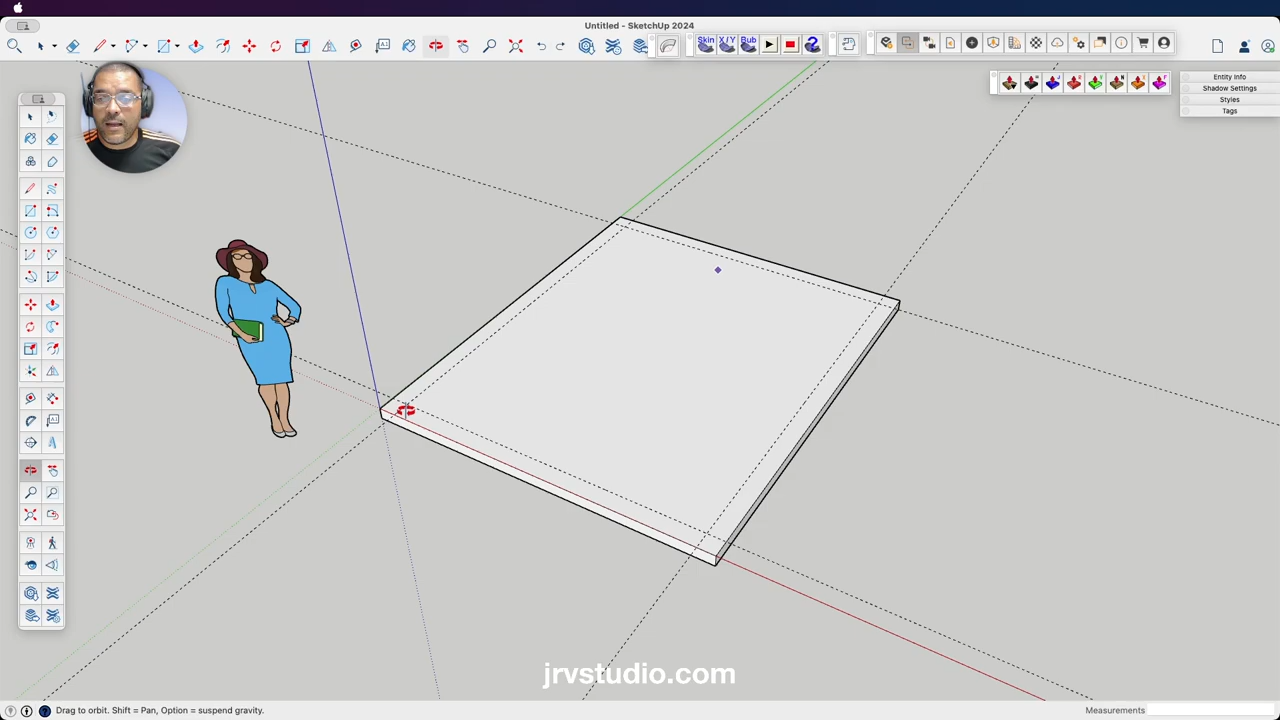 Untitled - SketchUp 2024
Skin
X/Y
Bub
Entity Info
Shadow Settings
Styles
Tags
jrvstudio.com
Drag to orbit. Shift = Pan, Option = suspend gravity.
Measurements